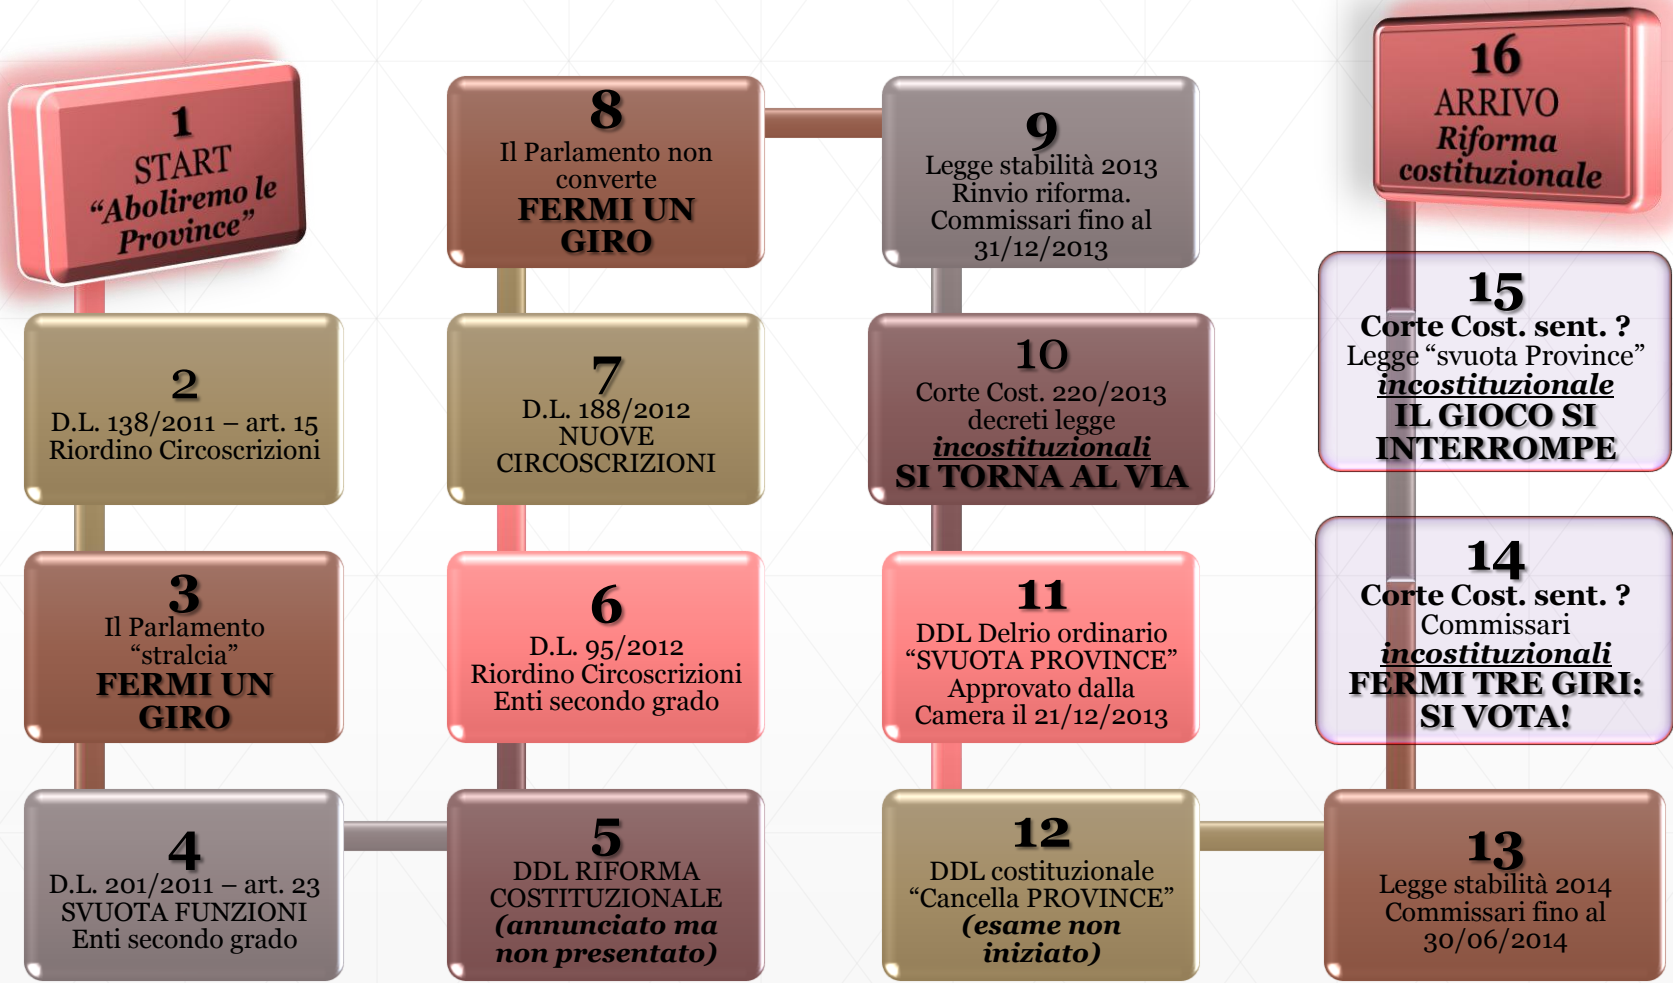 1
START
“Aboliremo le
Province”
2
D.L. 138/2011 – art. 15
Riordino Circoscrizioni
3
Il Parlamento
“stralcia”
FERMI UN
GIRO
4
D.L. 201/2011 – art. 23
SVUOTA FUNZIONI
Enti secondo grado
5
DDL RIFORMA
COSTITUZIONALE
(annunciato ma
non presentato)
6
D.L. 95/2012
Riordino Circoscrizioni
Enti secondo grado
7
D.L. 188/2012
NUOVE
CIRCOSCRIZIONI
8
Il Parlamento non
converte
FERMI UN
GIRO
9
Legge stabilità 2013
Rinvio riforma.
Commissari fino al
31/12/2013
10
Corte Cost. 220/2013
decreti legge
incostituzionali
SI TORNA AL VIA
11
DDL Delrio ordinario
“SVUOTA PROVINCE”
Approvato dalla
Camera il 21/12/2013
12
DDL costituzionale
“Cancella PROVINCE”
(esame non
iniziato)
13
Legge stabilità 2014
Commissari fino al
30/06/2014
14
Corte Cost. sent. ?
Commissari
incostituzionali
FERMI TRE GIRI:
SI VOTA!
15
Corte Cost. sent. ?
Legge “svuota Province”
incostituzionale
IL GIOCO SI
INTERROMPE
16
ARRIVO
Riforma
costituzionale